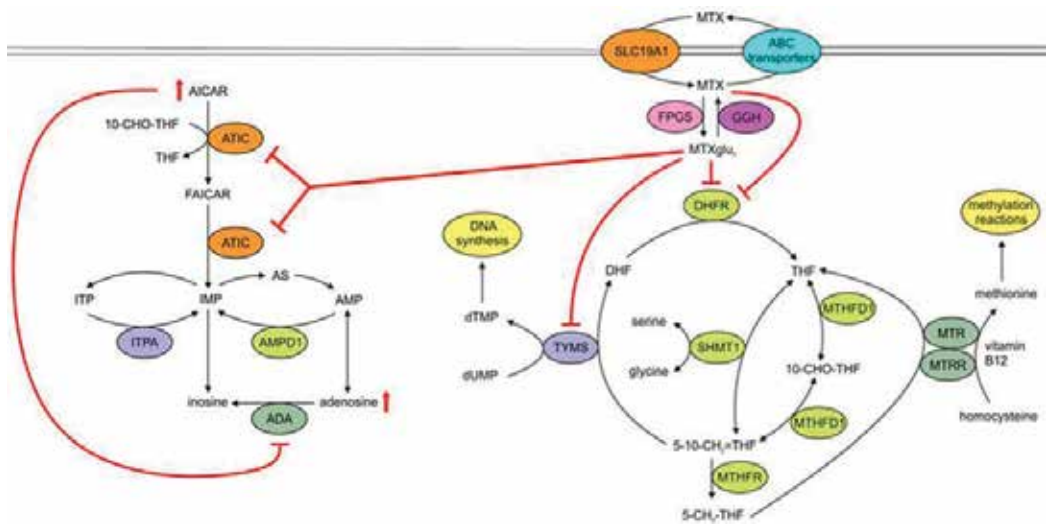 MTX
SLC19A1
ABC
transporters
MTX
FPGS
GGH
MTXglu
AICAR
10-CHO-THF
ATIC
THF
FAICAR
ATIC
AS
ITP
IMP
AMP
ITPA
AMPD1
inosine
adenosine
ADA
DHFR
DNA
synthesis
methylation
reactions
DHF
THF
methionine
dTMP
serine
MTHFD1
TYMS
SHMT1
MTR
vitamin
B12
MTRR
dUMP
glycine
10-CHO-THF
homocysteine
MTHFD1
5-10-CH₂=THF
MTHFR
5-CH₃-THF